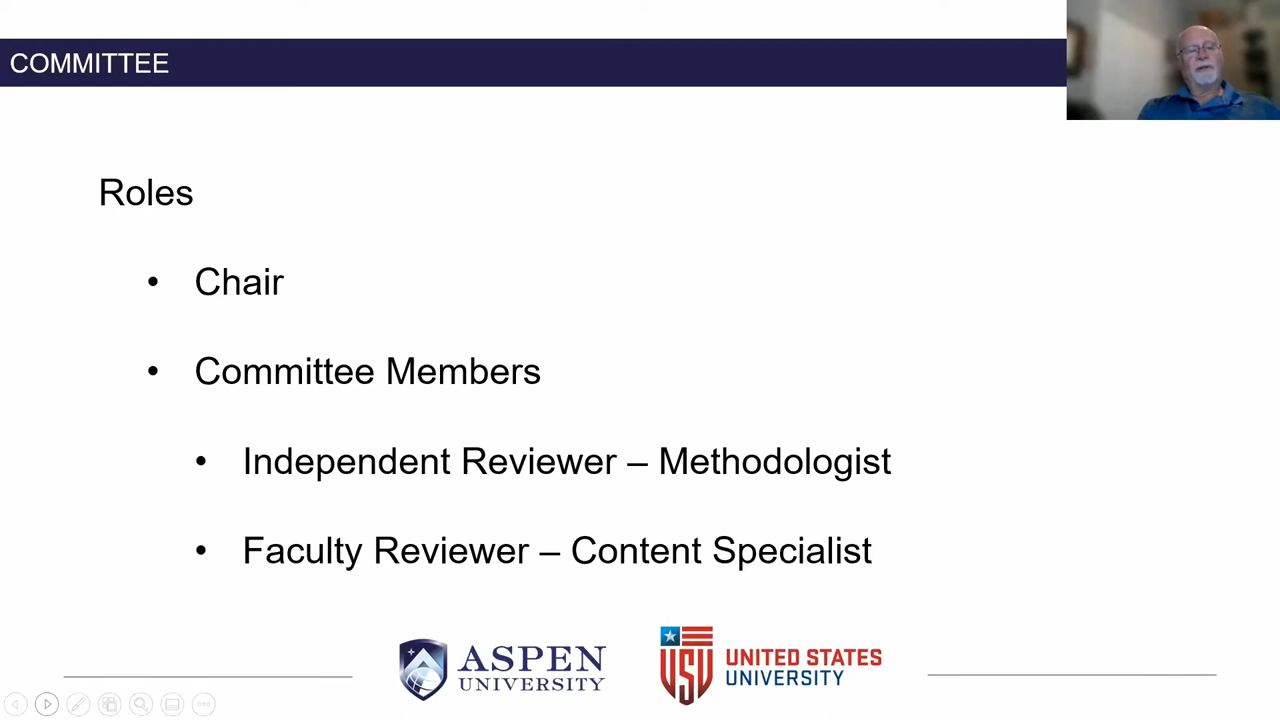 COMMITTEE
Roles
• Chair
• Committee Members
• Independent Reviewer – Methodologist
• Faculty Reviewer – Content Specialist
ASPEN
UNIVERSITY
USU
UNITED STATES
UNIVERSITY